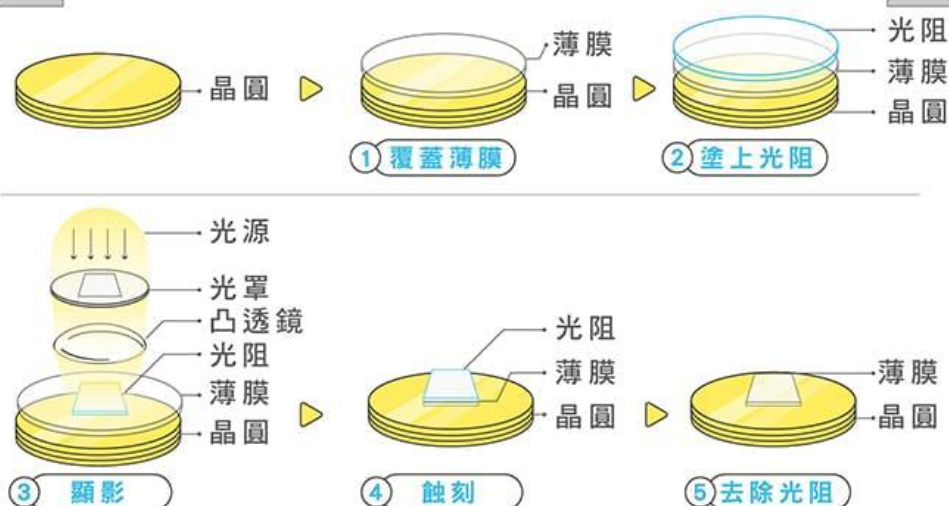 晶圓
薄膜
晶圓
① 覆蓋薄膜
光阻
薄膜
晶圓
② 塗上光阻
光源
光罩
凸透鏡
光阻
薄膜
晶圓
③ 顯影
光阻
薄膜
晶圓
④ 蝕刻
薄膜
晶圓
⑤ 去除光阻